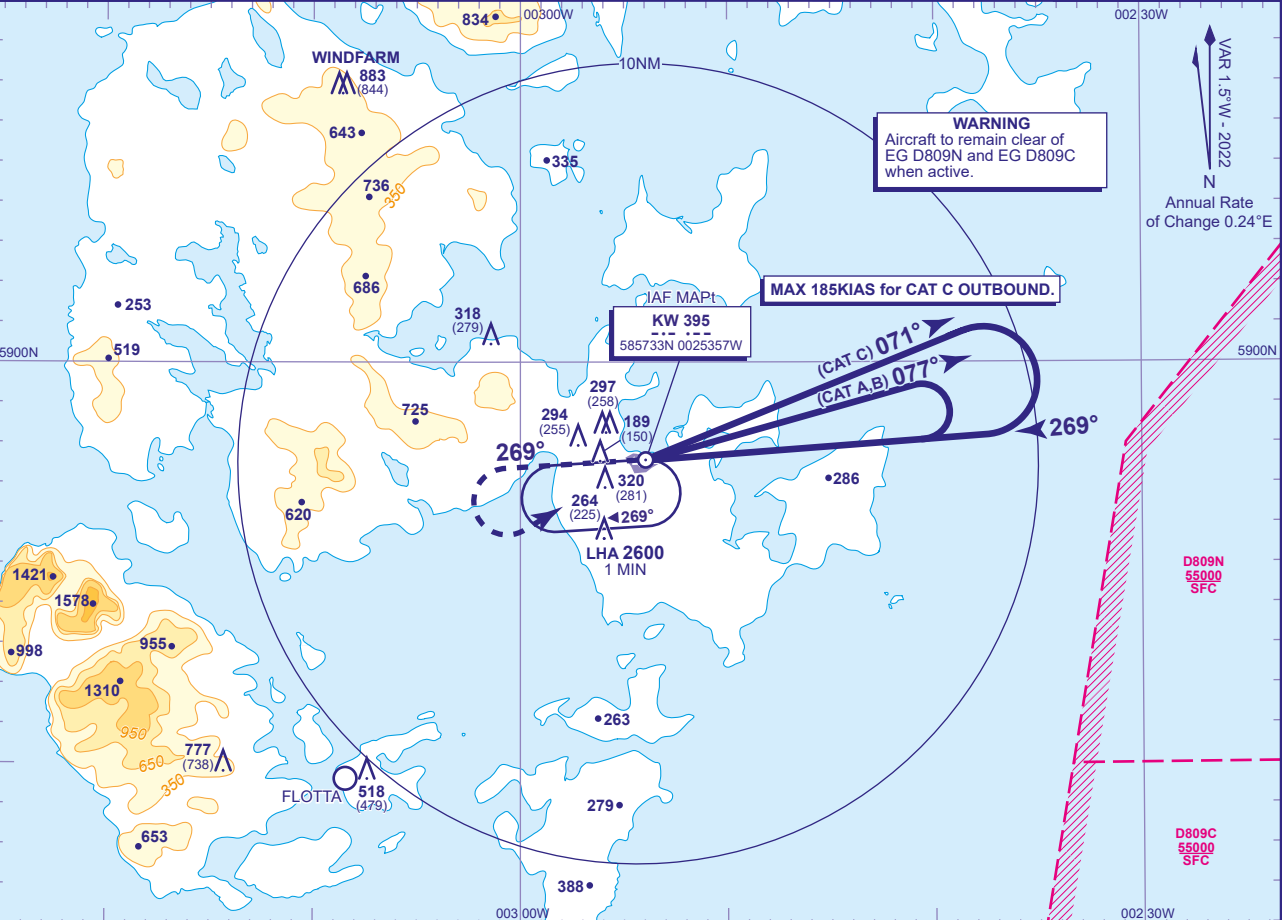 834
00300W
002 30W
WINDFARM
883
(844)
10NM
VAR 1.5°W - 2022
N
Annual Rate
of Change 0.24°E
643
335
WARNING
Aircraft to remain clear of
EG D809N and EG D809C
when active.
736
350
686
253
MAX 185KIAS for CAT C OUTBOUND.
IAF MAPt
KW 395
585733N 0025357W
318
(279)
5900N
5900N
519
(CAT C) 071°
(CAT A,B) 077°
269°
297
(258)
294
(255)
189
(150)
725
269°
320
(281)
264
(225)
269°
286
620
LHA 2600
1 MIN
D809N
55000
SFC
1421
1578
998
955
1310
950
263
777
(738)
650
350
FLOTTA
518
(479)
279
653
D809C
55000
SFC
388
003 00W
002 30W